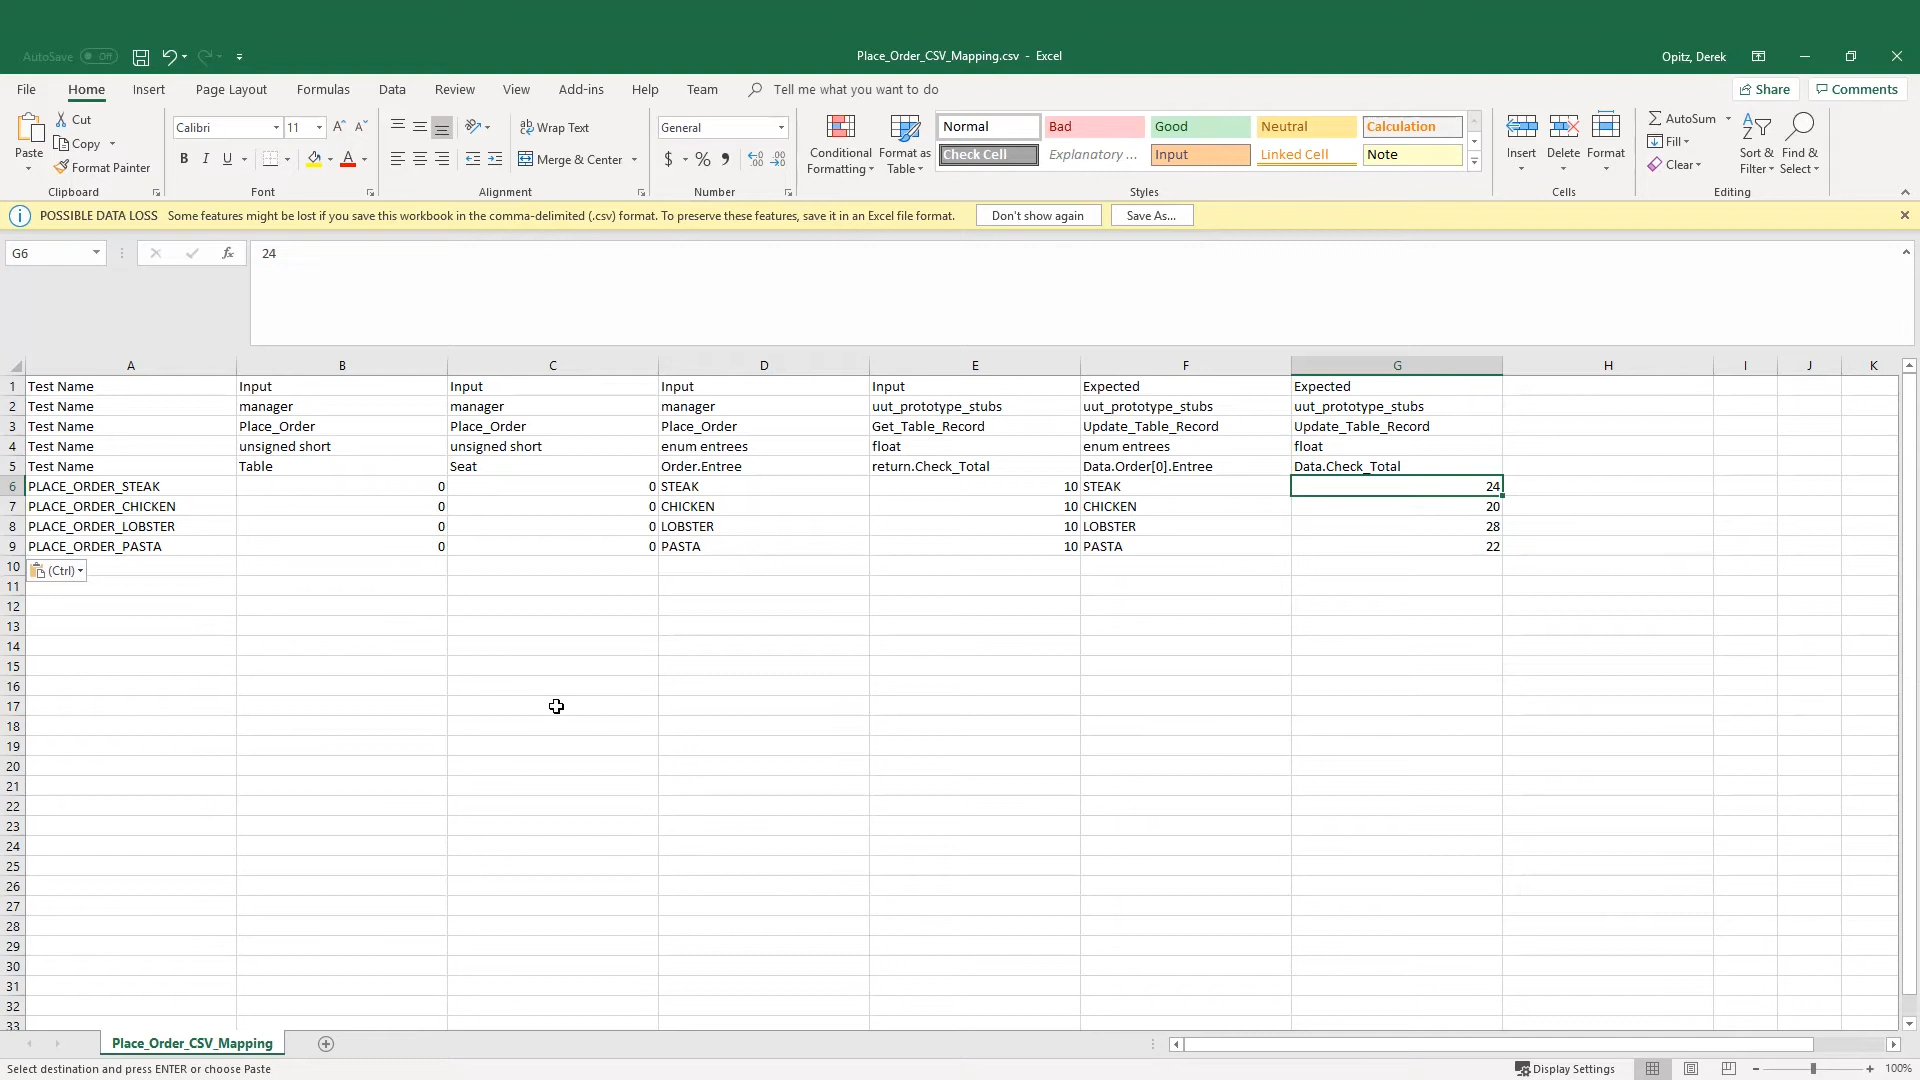 AutoSave Off Place_Order_CSV_Mapping.csv - Excel Opitz, Derek
File Home Insert Page Layout Formulas Data Review View Add-ins Help Team Tell me what you want to do Share Comments
Paste Cut Copy Format Painter
Clipboard
Calibri 11 A A
B I U A
Font
Wrap Text
Merge & Center
Alignment
General
$ % 9
Number
Conditional Formatting
Format as Table
Normal Bad Good Neutral Calculation
Check Cell Explanatory ... Input Linked Cell Note
Styles
Insert Delete Format
Cells
AutoSum
Fill
Clear
Sort & Filter
Find & Select
Editing
POSSIBLE DATA LOSS Some features might be lost if you save this workbook in the comma-delimited (.csv) format. To preserve these features, save it in an Excel file format. Don't show again Save As...
G6 fx 24
A B C D E F G H I J K
1 Test Name Input Input Input Input Expected Expected
2 Test Name manager manager manager uut_prototype_stubs uut_prototype_stubs uut_prototype_stubs
3 Test Name Place_Order Place_Order Place_Order Get_Table_Record Update_Table_Record Update_Table_Record
4 Test Name unsigned short unsigned short enum entrees float enum entrees float
5 Test Name Table Seat Order.Entree return.Check_Total Data.Order[0].Entree Data.Check_Total
6 PLACE_ORDER_STEAK 0 0 STEAK 10 STEAK 24
7 PLACE_ORDER_CHICKEN 0 0 CHICKEN 10 CHICKEN 20
8 PLACE_ORDER_LOBSTER 0 0 LOBSTER 10 LOBSTER 28
9 PLACE_ORDER_PASTA 0 0 PASTA 10 PASTA 22
10 (Ctrl)
11
12
13
14
15
16
17
18
19
20
21
22
23
24
25
26
27
28
29
30
31
32
33
Place_Order_CSV_Mapping
Select destination and press ENTER or choose Paste Display Settings 100%